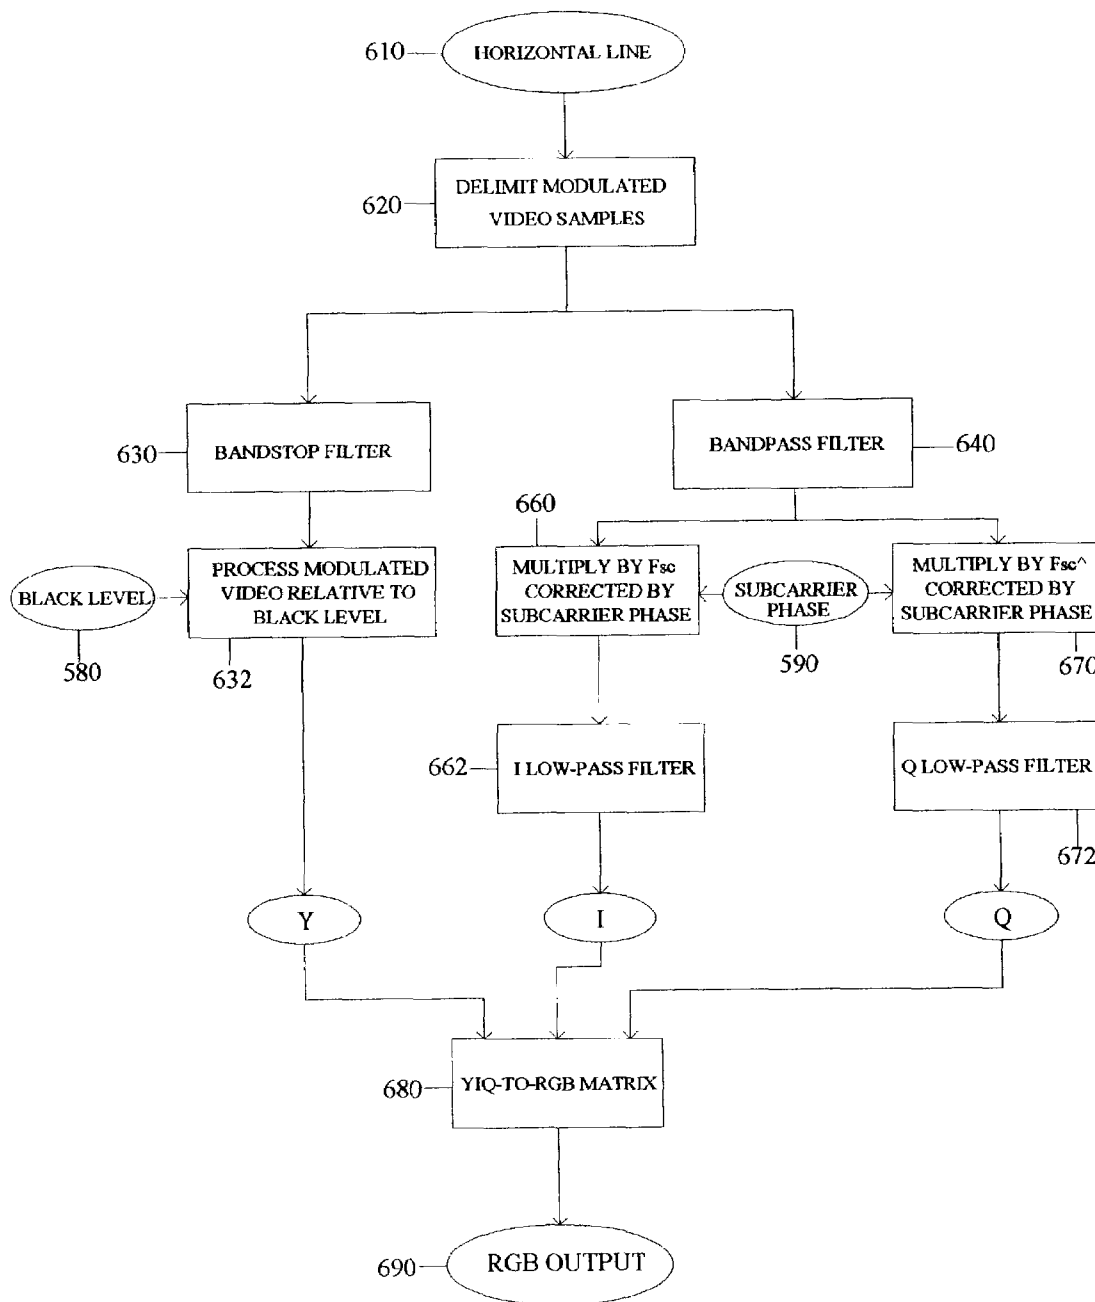 610
HORIZONTAL LINE
620
DELIMIT MODULATED
VIDEO SAMPLES
630
BANDSTOP FILTER
BANDPASS FILTER
640
660
BLACK LEVEL
580
PROCESS MODULATED
VIDEO RELATIVE TO
BLACK LEVEL
632
MULTIPLY BY Fsc
CORRECTED BY
SUBCARRIER PHASE
SUBCARRIER
PHASE
590
MULTIPLY BY Fsc^
CORRECTED BY
SUBCARRIER PHASE
670
662
I LOW-PASS FILTER
Q LOW-PASS FILTER
672
Y
I
Q
680
YIQ-TO-RGB MATRIX
690
RGB OUTPUT